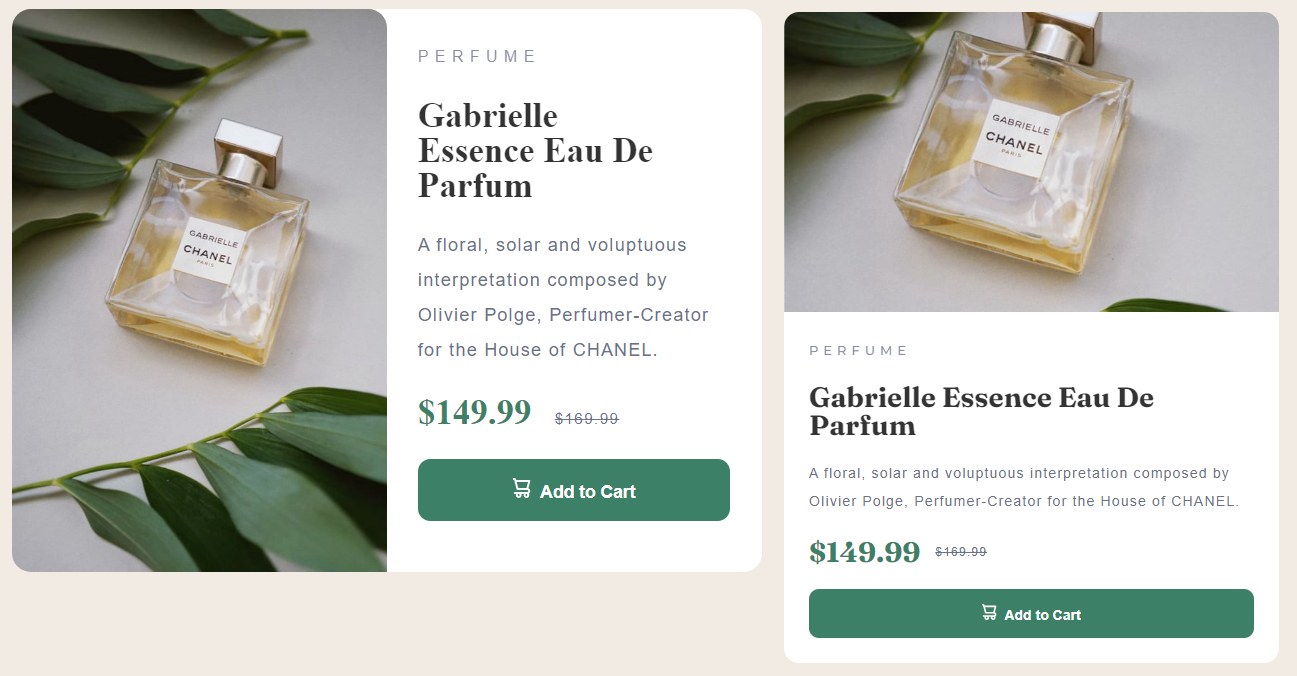 GABRIELLE
CHANEL
PARIS
PERFUME
Gabrielle
Essence Eau De
Parfum
A floral, solar and voluptuous
interpretation composed by
Olivier Polge, Perfumer-Creator
for the House of CHANEL.
$149.99 $169.99
Add to Cart
GABRIELLE
CHANEL
PARIS
PERFUME
Gabrielle Essence Eau De
Parfum
A floral, solar and voluptuous interpretation composed by
Olivier Polge, Perfumer-Creator for the House of CHANEL.
$149.99 $169.99
Add to Cart